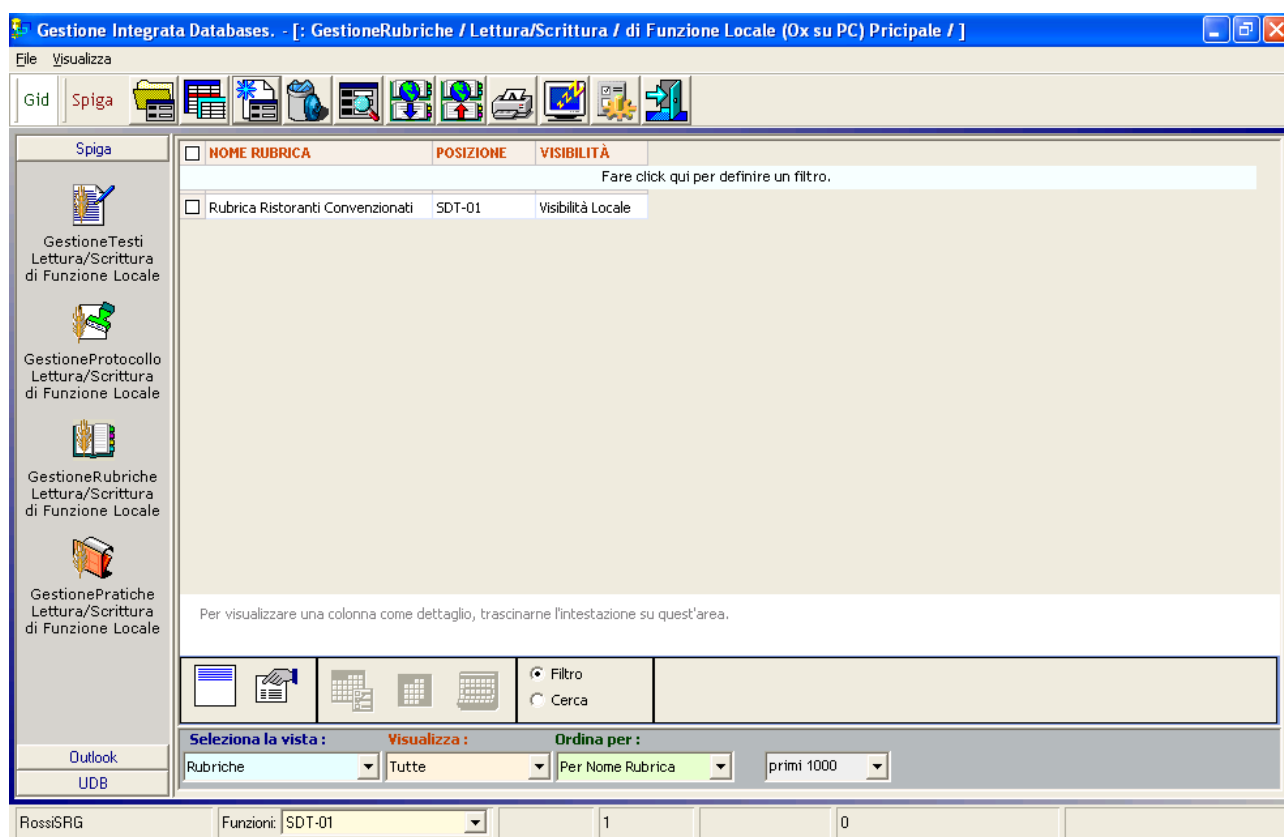 Gestione Integrata Databases. - [: GestioneRubriche / Lettura/Scrittura / di Funzione Locale (Ox su PC) Pricipale / ]
File Visualizza
Gid Spiga
Spiga
NOME RUBRICA POSIZIONE VISIBILITÀ
Fare click qui per definire un filtro.
Rubrica Ristoranti Convenzionati SDT-01 Visibilità Locale
GestioneTesti
Lettura/Scrittura
di Funzione Locale
GestioneProtocollo
Lettura/Scrittura
di Funzione Locale
GestioneRubriche
Lettura/Scrittura
di Funzione Locale
GestionePratiche
Lettura/Scrittura
di Funzione Locale
Per visualizzare una colonna come dettaglio, trascinarne l'intestazione su quest'area.
Filtro
Cerca
Outlook
UDB
Seleziona la vista : Visualizza : Ordina per :
Rubriche Tutte Per Nome Rubrica primi 1000
RossiSRG Funzioni: SDT-01 1 0